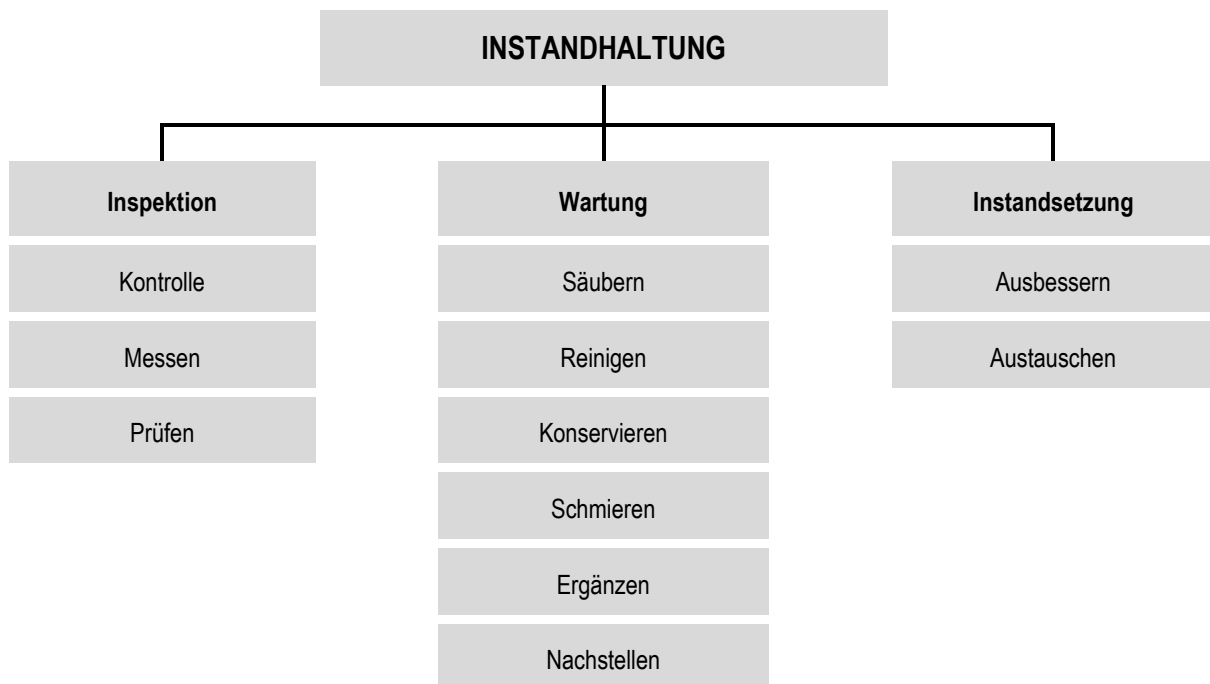 INSTANDHALTUNG
Inspektion
Kontrolle
Messen
Prüfen
Wartung
Säubern
Reinigen
Konservieren
Schmieren
Ergänzen
Nachstellen
Instandsetzung
Ausbessern
Austauschen